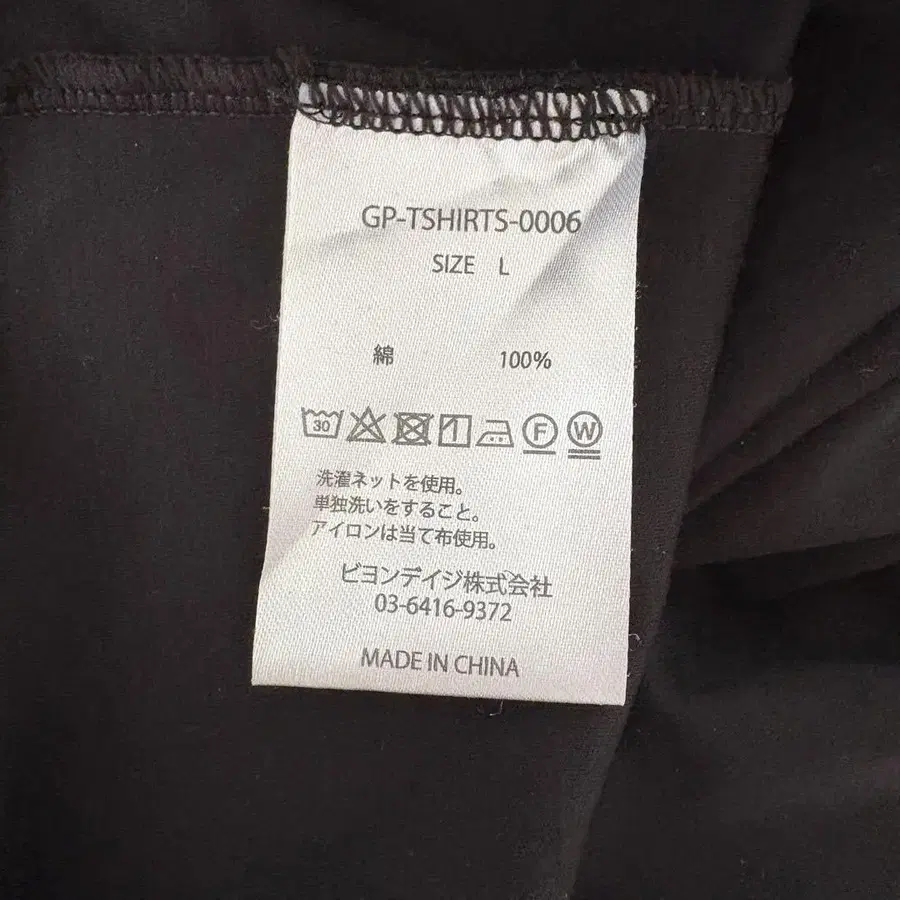 GP-TSHIRTS-0006
SIZE L
綿 100%
30 F W
洗濯ネットを使用。
単独洗いをすること。
アイロンは当て布使用。
ビヨンデイジ株式会社
03-6416-9372
MADE IN CHINA